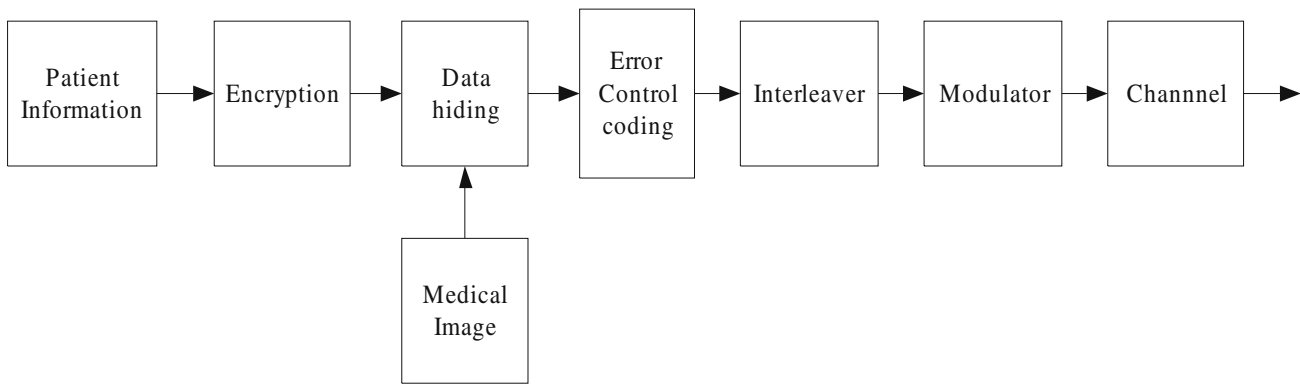 Patient
Information
Encryption
Data
hiding
Error
Control
coding
Interleaver
Modulator
Channnel
Medical
Image